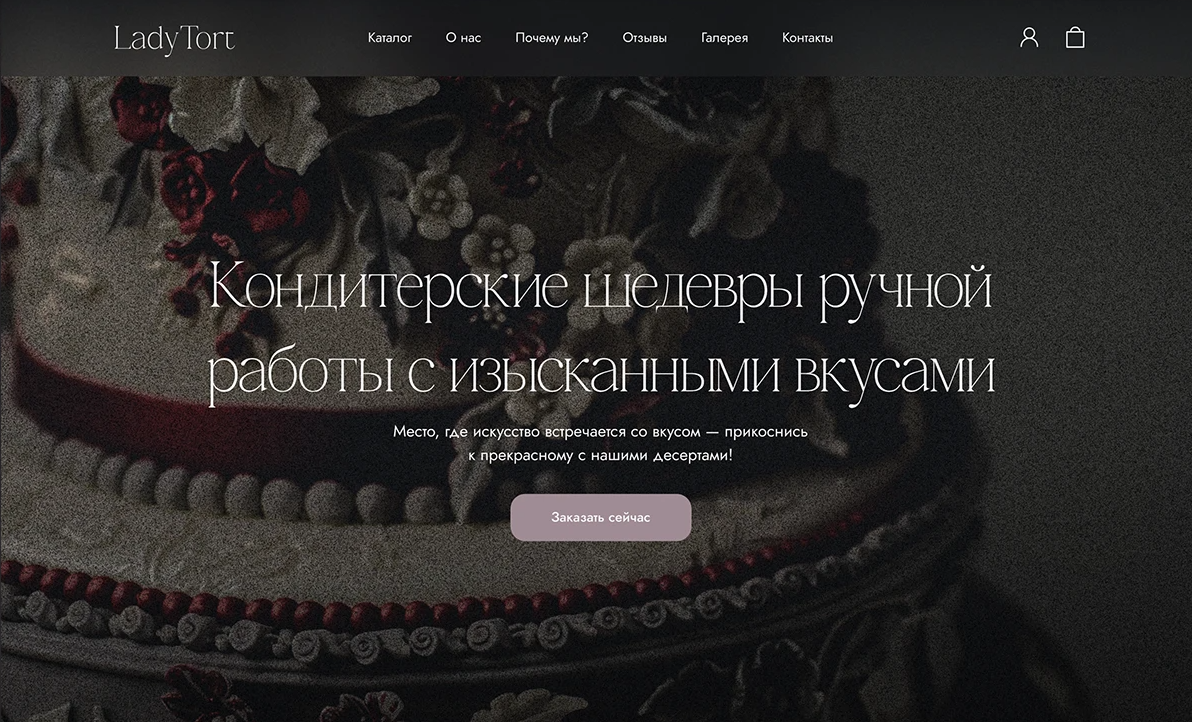 LadyTort
Каталог
О нас
Почему мы?
Отзывы
Галерея
Контакты
Кондитерские шедевры ручной
работы с изысканными вкусами
Место, где искусство встречается со вкусом — прикоснись
к прекрасному с нашими десертами!
Заказать сейчас